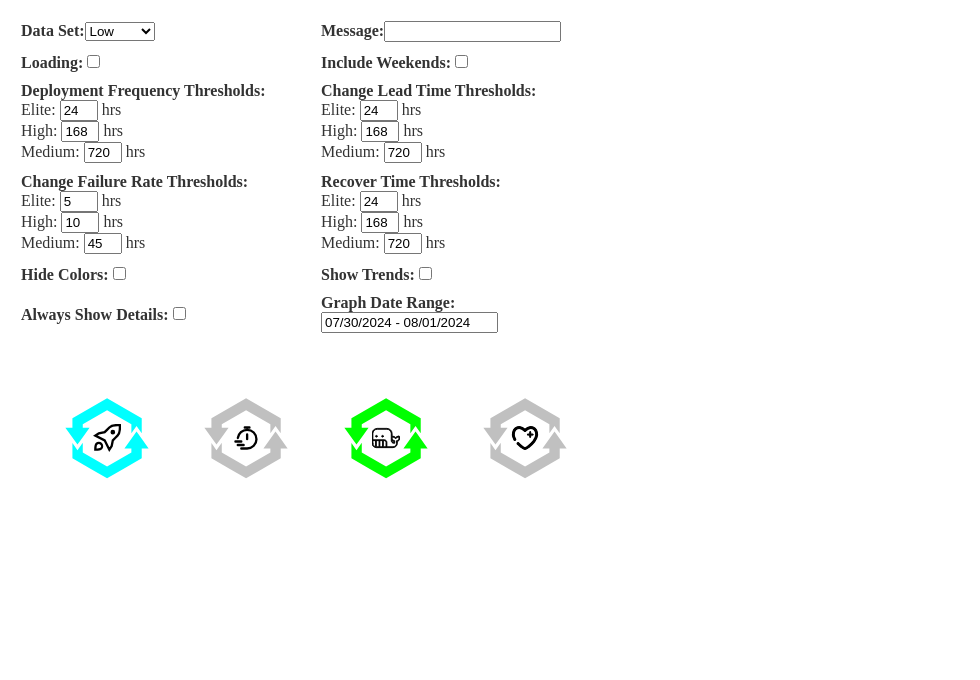 Data Set: Low
Message:
Loading:
Include Weekends:
Deployment Frequency Thresholds:
Elite: 24 hrs
High: 168 hrs
Medium: 720 hrs
Change Lead Time Thresholds:
Elite: 24 hrs
High: 168 hrs
Medium: 720 hrs
Change Failure Rate Thresholds:
Elite: 5 hrs
High: 10 hrs
Medium: 45 hrs
Recover Time Thresholds:
Elite: 24 hrs
High: 168 hrs
Medium: 720 hrs
Hide Colors:
Show Trends:
Always Show Details:
Graph Date Range:
07/30/2024 - 08/01/2024